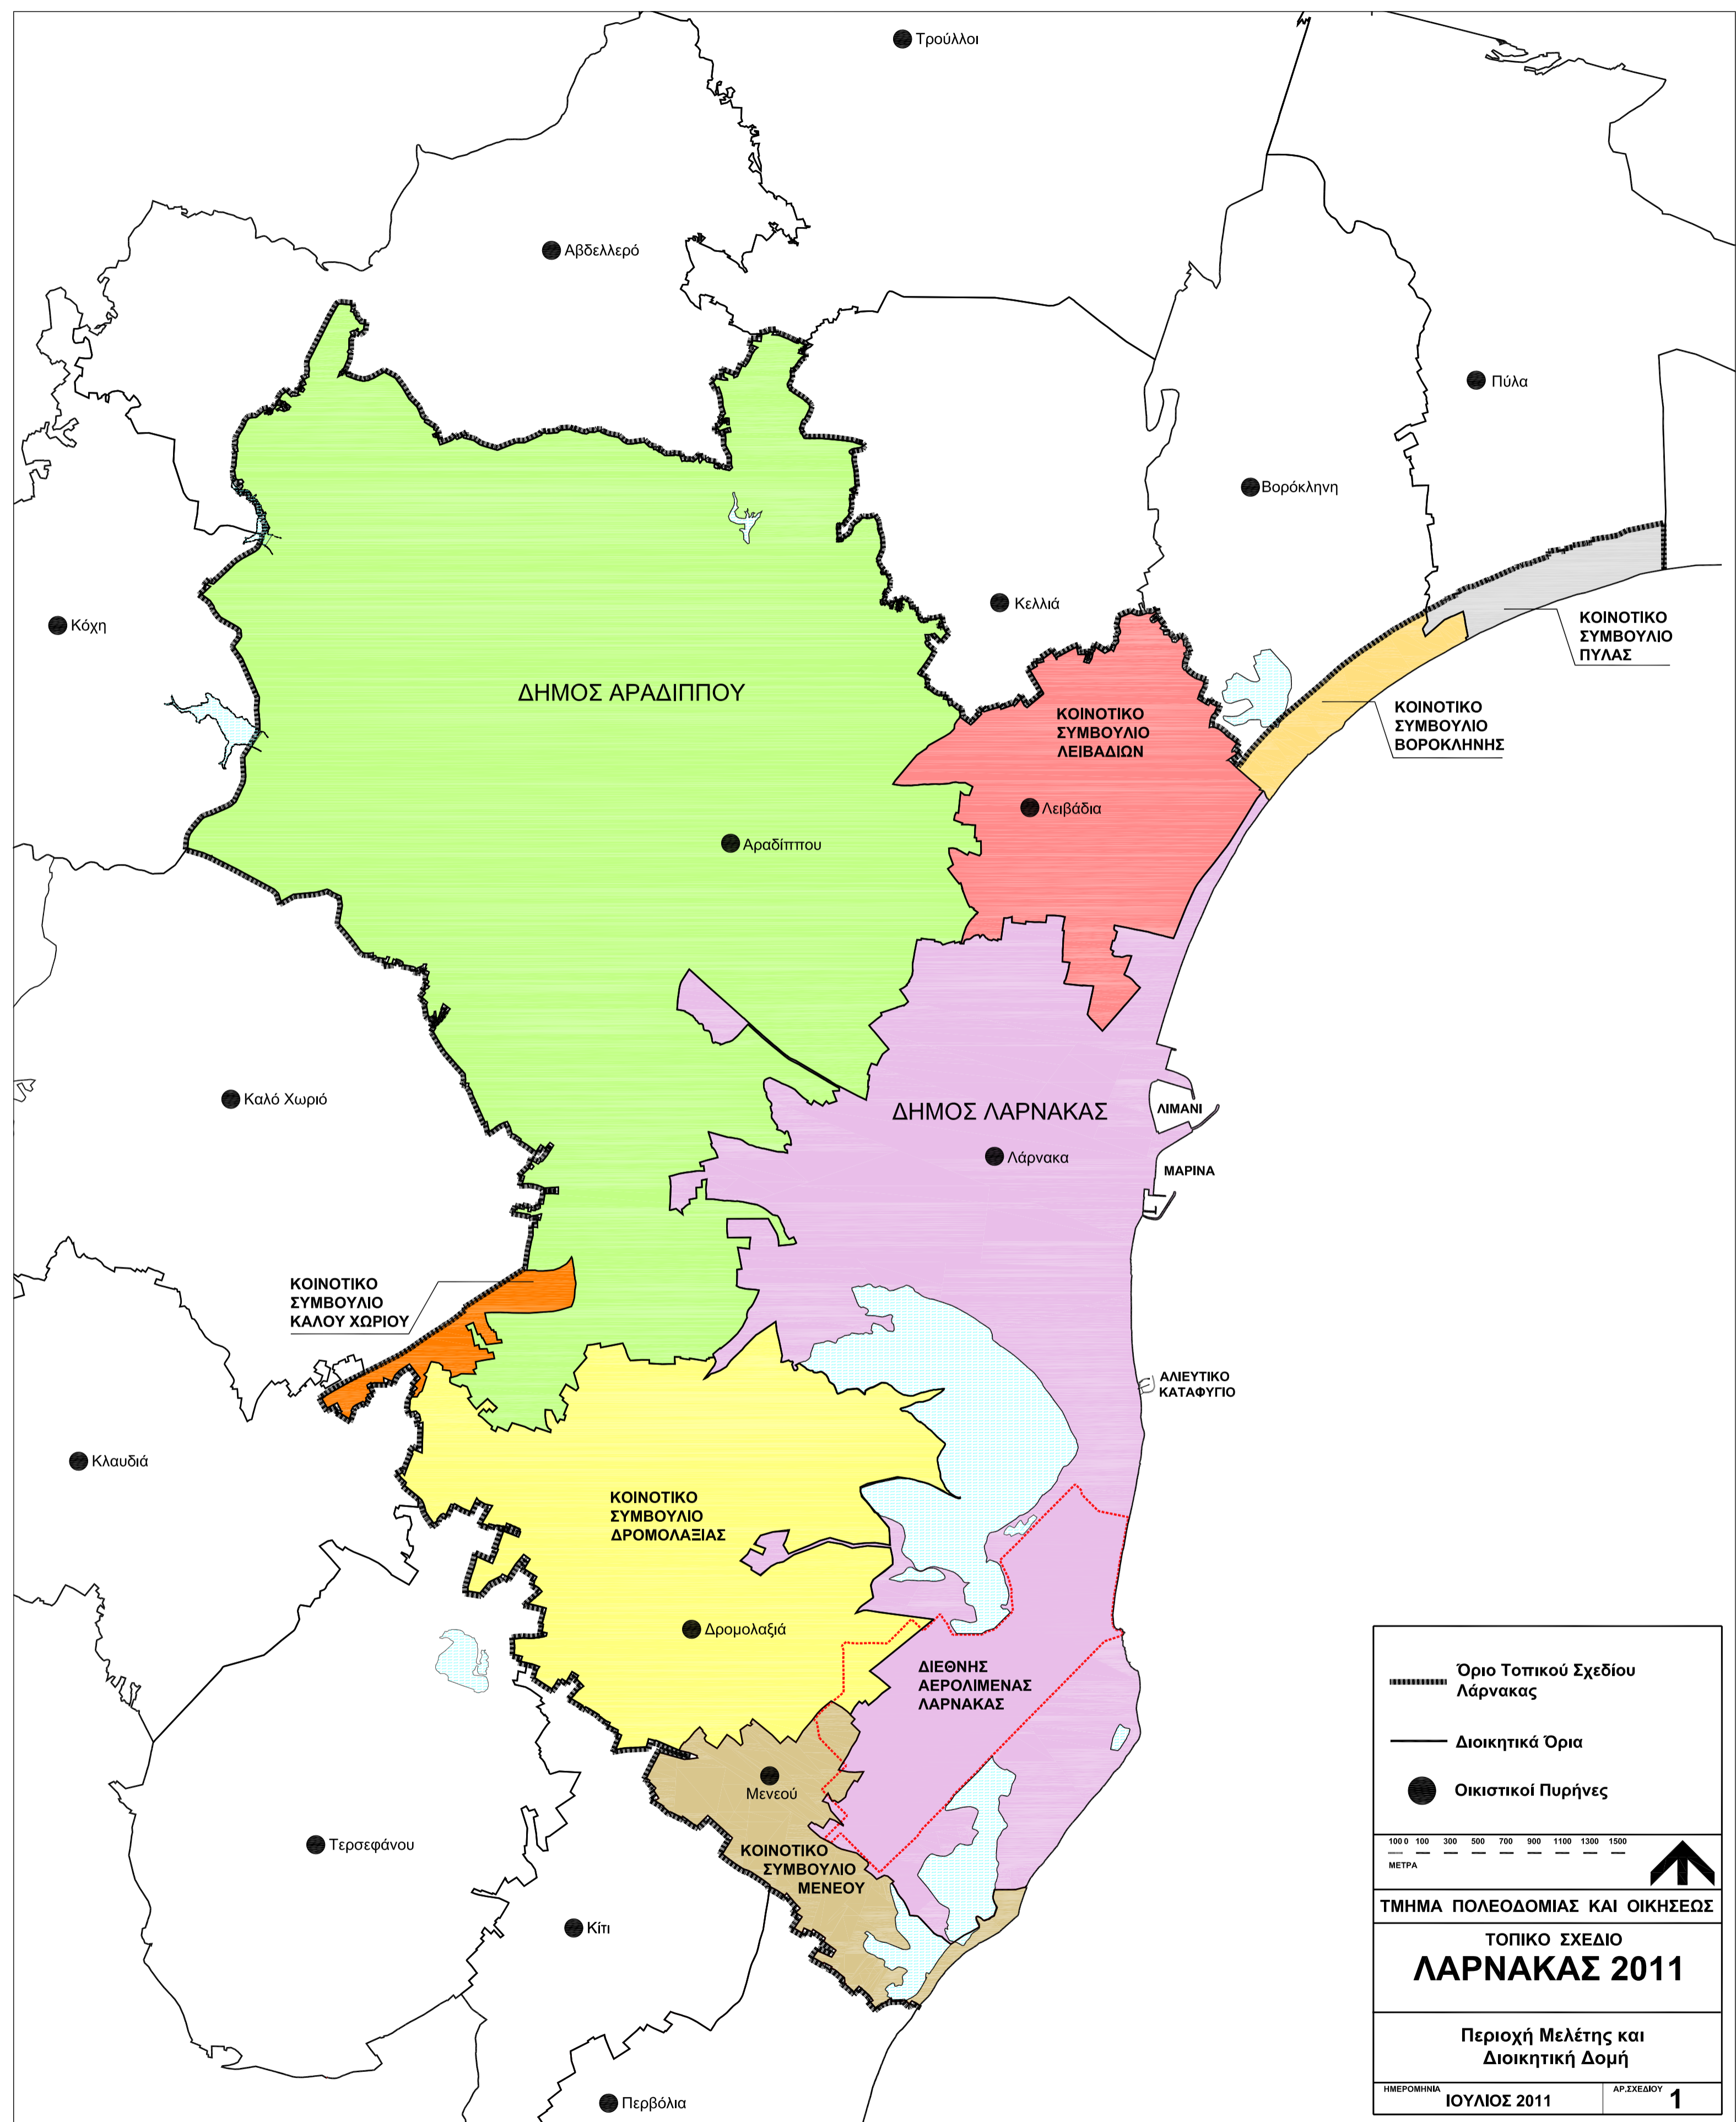 Τρούλλοι
Αβδελλερό
Πύλα
Βορόκληνη
Κελλιά
Κόχη
ΚΟΙΝΟΤΙΚΟ
ΣΥΜΒΟΥΛΙΟ
ΠΥΛΑΣ
ΔΗΜΟΣ ΑΡΑΔΙΠΠΟΥ
ΚΟΙΝΟΤΙΚΟ
ΣΥΜΒΟΥΛΙΟ
ΛΕΙΒΑΔΙΩΝ
ΚΟΙΝΟΤΙΚΟ
ΣΥΜΒΟΥΛΙΟ
ΒΟΡΟΚΛΗΝΗΣ
Λειβάδια
Αραδίππου
Καλό Χωριό
ΔΗΜΟΣ ΛΑΡΝΑΚΑΣ
ΛΙΜΑΝΙ
Λάρνακα
ΜΑΡΙΝΑ
ΚΟΙΝΟΤΙΚΟ
ΣΥΜΒΟΥΛΙΟ
ΚΑΛΟΥ ΧΩΡΙΟΥ
ΑΛΙΕΥΤΙΚΟ
ΚΑΤΑΦΥΓΙΟ
Κλαυδιά
ΚΟΙΝΟΤΙΚΟ
ΣΥΜΒΟΥΛΙΟ
ΔΡΟΜΟΛΑΞΙΑΣ
Δρομολαξιά
ΔΙΕΘΝΗΣ
ΑΕΡΟΛΙΜΕΝΑΣ
ΛΑΡΝΑΚΑΣ
Μενεού
Τερσεφάνου
ΚΟΙΝΟΤΙΚΟ
ΣΥΜΒΟΥΛΙΟ
ΜΕΝΕΟΥ
Κίτι
Περβόλια
Όριο Τοπικού Σχεδίου
Λάρνακας
Διοικητικά Όρια
Οικιστικοί Πυρήνες
100 0 100 300 500 700 900 1100 1300 1500
ΜΕΤΡΑ
ΤΜΗΜΑ ΠΟΛΕΟΔΟΜΙΑΣ ΚΑΙ ΟΙΚΗΣΕΩΣ
ΤΟΠΙΚΟ ΣΧΕΔΙΟ
ΛΑΡΝΑΚΑΣ 2011
Περιοχή Μελέτης και
Διοικητική Δομή
ΗΜΕΡΟΜΗΝΙΑ ΙΟΥΛΙΟΣ 2011
ΑΡ.ΣΧΕΔΙΟΥ 1